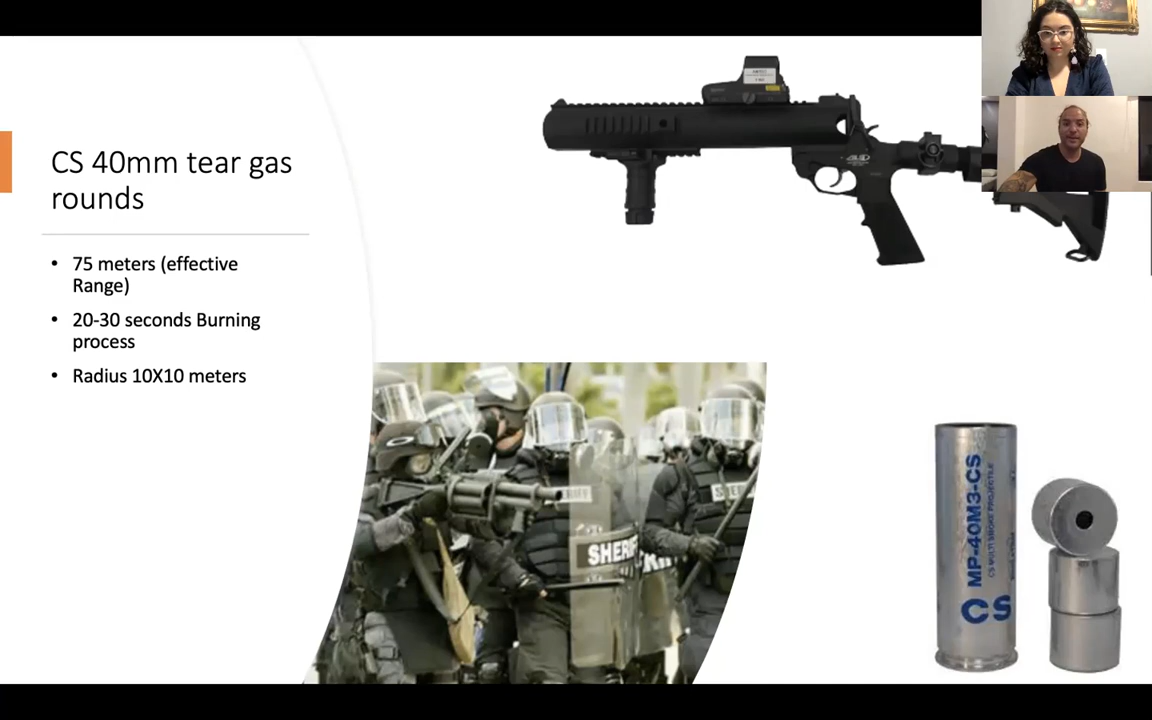 CS 40mm tear gas
rounds
• 75 meters (effective
Range)
• 20-30 seconds Burning
process
• Radius 10X10 meters
SHERIFF
MP-40M3-CS
CS MULTI SMOKE PROJECTILE
CS